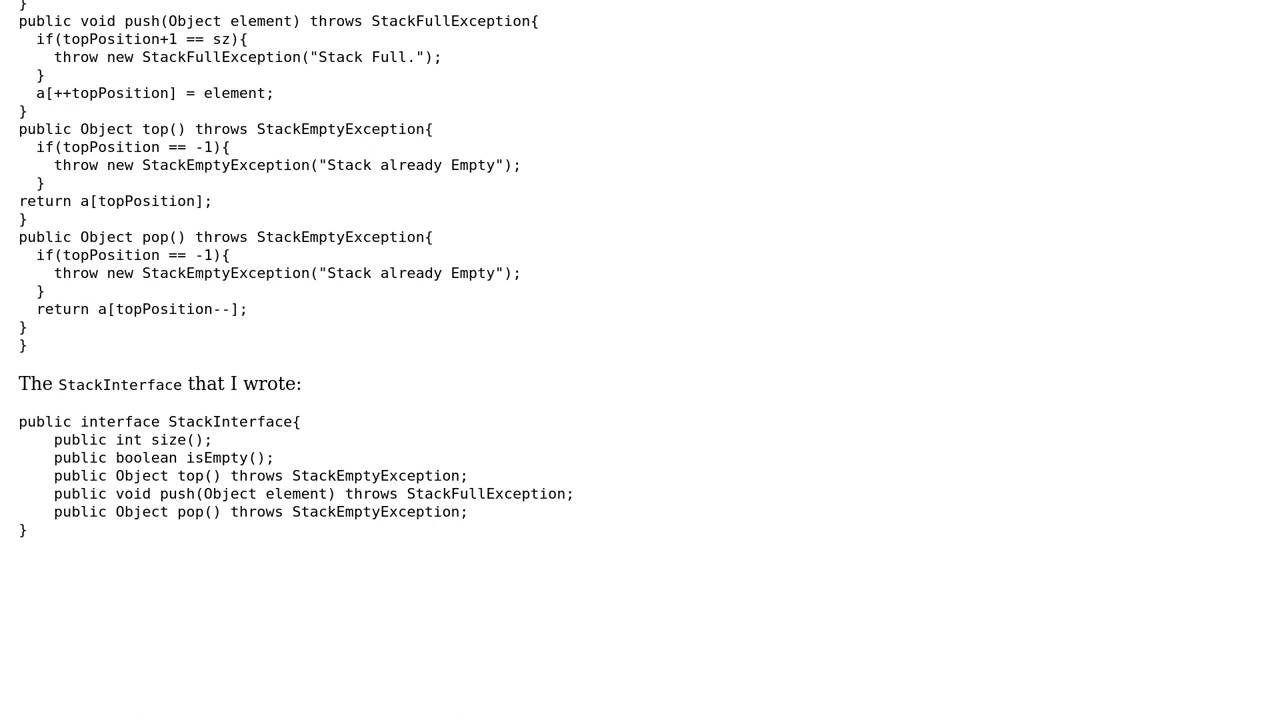 }
public void push(Object element) throws StackFullException{
  if(topPosition+1 == sz){
    throw new StackFullException("Stack Full.");
  }
  a[++topPosition] = element;
}
public Object top() throws StackEmptyException{
  if(topPosition == -1){
    throw new StackEmptyException("Stack already Empty");
  }
return a[topPosition];
}
public Object pop() throws StackEmptyException{
  if(topPosition == -1){
    throw new StackEmptyException("Stack already Empty");
  }
  return a[topPosition--];
}
}
The StackInterface that I wrote:
public interface StackInterface{
    public int size();
    public boolean isEmpty();
    public Object top() throws StackEmptyException;
    public void push(Object element) throws StackFullException;
    public Object pop() throws StackEmptyException;
}